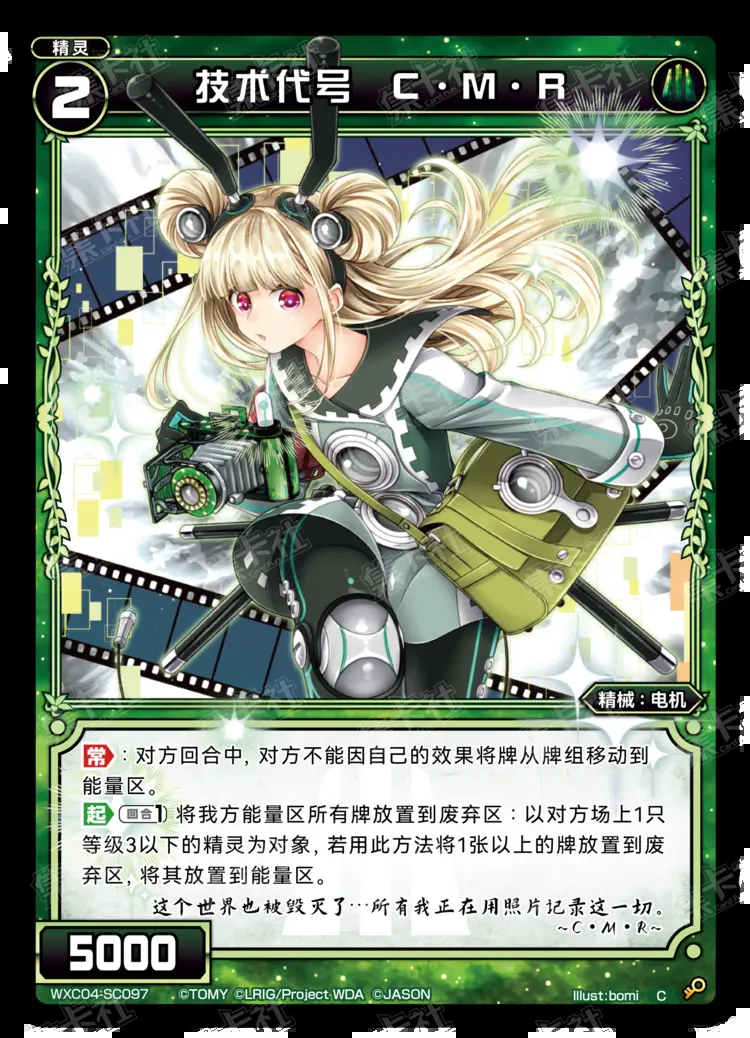 精灵
2
技术代号 C·M·R
精械：电机
常：对方回合中, 对方不能因自己的效果将牌从牌组移动到
能量区。
起 回合1 将我方能量区所有牌放置到废弃区：以对方场上1只
等级3以下的精灵为对象, 若用此方法将1张以上的牌放置到废
弃区, 将其放置到能量区。
这个世界也被毁灭了…所有我正在用照片记录这一切。
~C·M·R~
5000
WXC04-SC097 ©TOMY ©LRIG/Project WDA ©JASON Illust:bomi C
集卡社